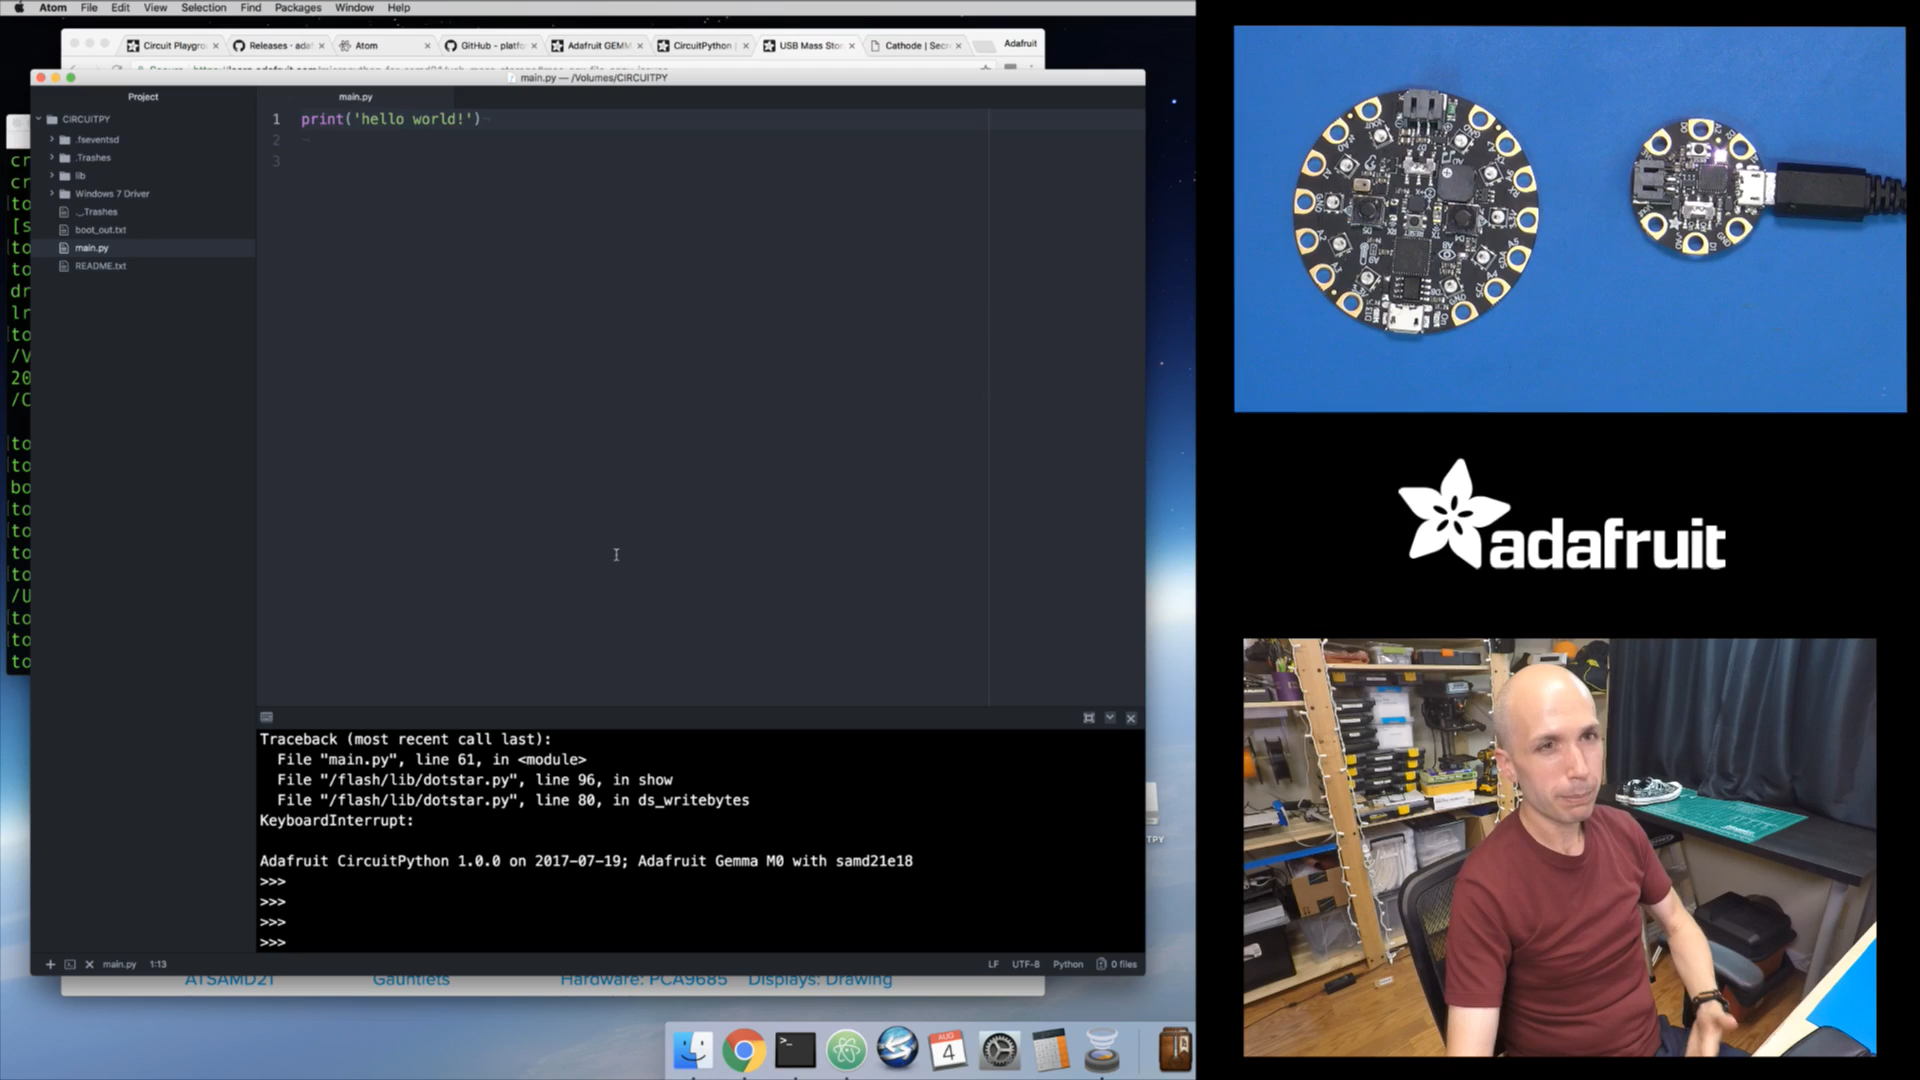 Atom File Edit View Selection Find Packages Window Help
Circuit Playgro
Releases · ada
Atom
GitHub - platfo
Adafruit GEMM
CircuitPython |
USB Mass Stor
Cathode | Secr
Adafruit
main.py — /Volumes/CIRCUITPY
Project
main.py
CIRCUITPY
.fseventsd
.Trashes
lib
Windows 7 Driver
._Trashes
boot_out.txt
main.py
README.txt
1 print('hello world!')
2
3
Traceback (most recent call last):
File "main.py", line 61, in <module>
File "/flash/lib/dotstar.py", line 96, in show
File "/flash/lib/dotstar.py", line 80, in ds_writebytes
KeyboardInterrupt:
Adafruit CircuitPython 1.0.0 on 2017-07-19; Adafruit Gemma M0 with samd21e18
>>>
>>>
>>>
>>>
main.py 1:13
LF UTF-8 Python 0 files
ATSAMD21 Gauntlets Hardware: PCA9685 Displays: Drawing
AUG
4
adafruit